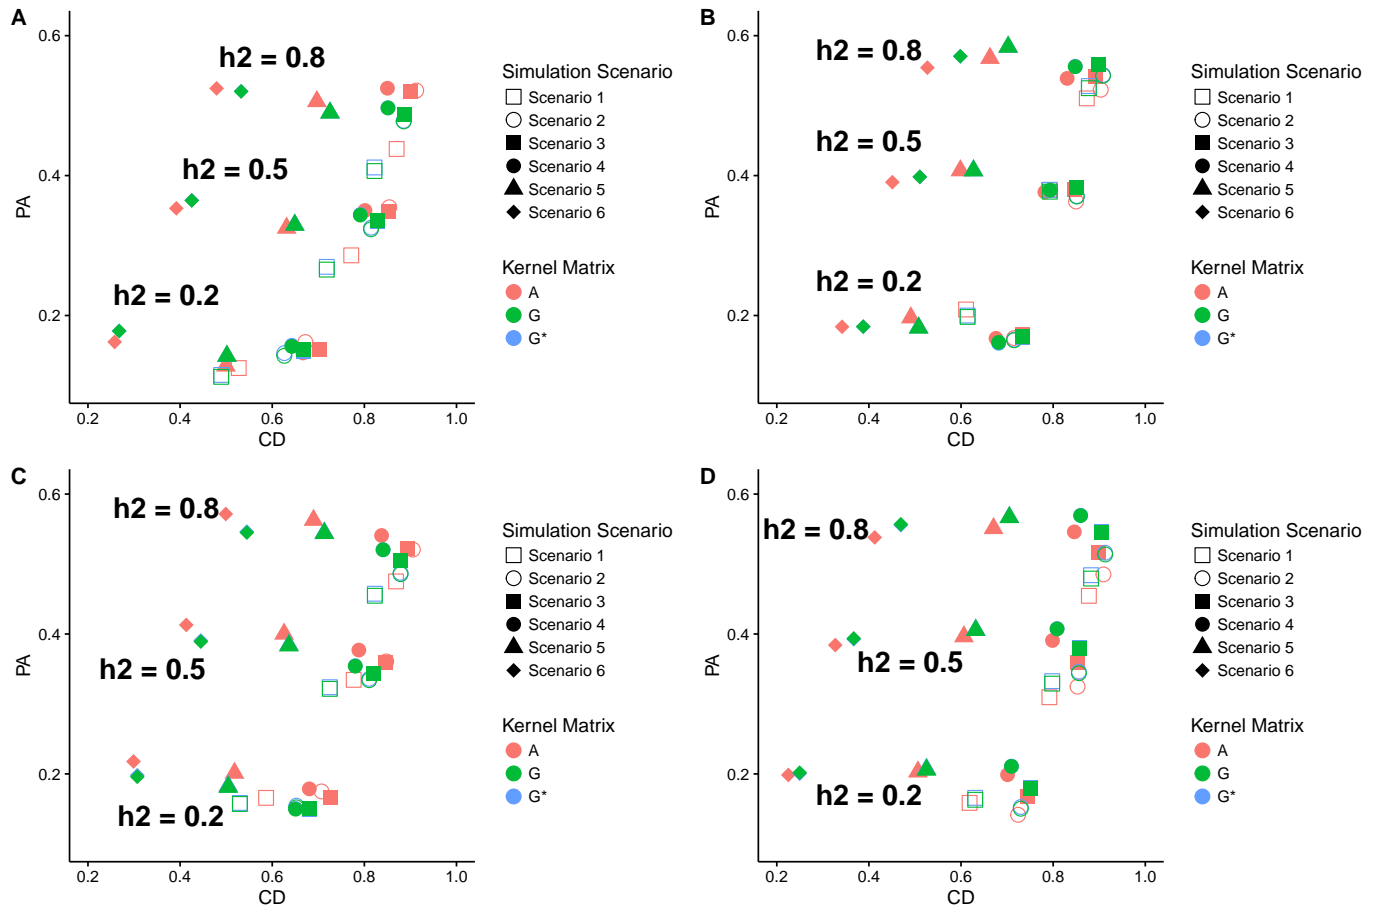 A
0.6
0.4
0.2
PA
h2 = 0.8
h2 = 0.5
h2 = 0.2
0.2 0.4 0.6 0.8 1.0
CD
Simulation Scenario
Scenario 1
Scenario 2
Scenario 3
Scenario 4
Scenario 5
Scenario 6
Kernel Matrix
A
G
G*
B
0.6
0.4
0.2
PA
h2 = 0.8
h2 = 0.5
h2 = 0.2
0.2 0.4 0.6 0.8 1.0
CD
Simulation Scenario
Scenario 1
Scenario 2
Scenario 3
Scenario 4
Scenario 5
Scenario 6
Kernel Matrix
A
G
G*
C
0.6
0.4
0.2
PA
h2 = 0.8
h2 = 0.5
h2 = 0.2
0.2 0.4 0.6 0.8 1.0
CD
Simulation Scenario
Scenario 1
Scenario 2
Scenario 3
Scenario 4
Scenario 5
Scenario 6
Kernel Matrix
A
G
G*
D
0.6
0.4
0.2
PA
h2 = 0.8
h2 = 0.5
h2 = 0.2
0.2 0.4 0.6 0.8 1.0
CD
Simulation Scenario
Scenario 1
Scenario 2
Scenario 3
Scenario 4
Scenario 5
Scenario 6
Kernel Matrix
A
G
G*